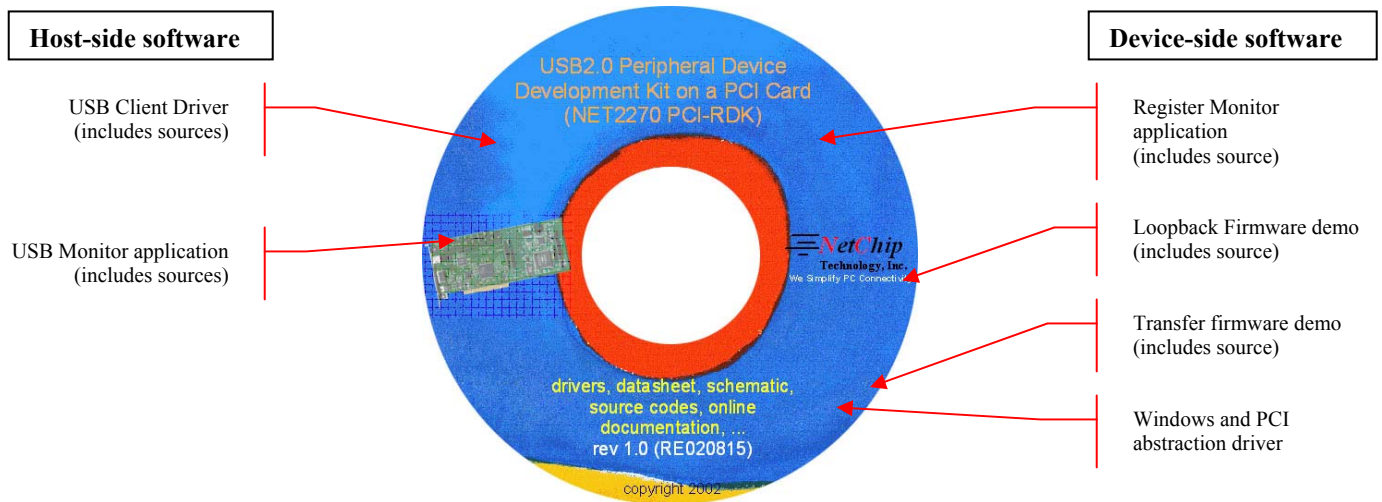 Host-side software
USB Client Driver
(includes sources)
USB Monitor application
(includes sources)
USB2.0 Peripheral Device
Development Kit on a PCI Card
(NET2270 PCI-RDK)
NetChip
Technology, Inc.
We Simplify PC Connectivity
drivers, datasheet, schematic,
source codes, online
documentation, ...
rev 1.0 (RE020815)
copyright 2002
Device-side software
Register Monitor
application
(includes source)
Loopback Firmware demo
(includes source)
Transfer firmware demo
(includes source)
Windows and PCI
abstraction driver